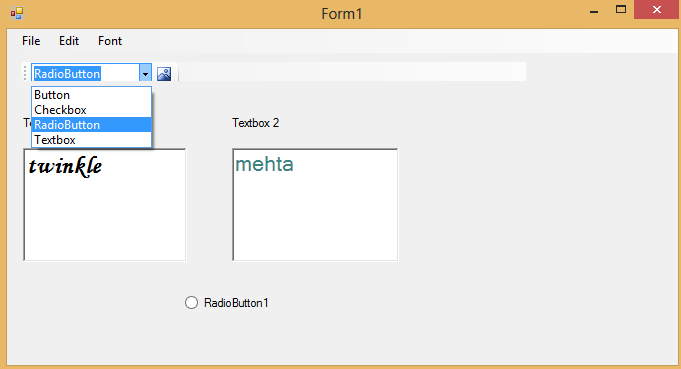 Form1
File Edit Font
RadioButton
Button
Checkbox
RadioButton
Textbox
Textbox 2
twinkle
mehta
RadioButton1